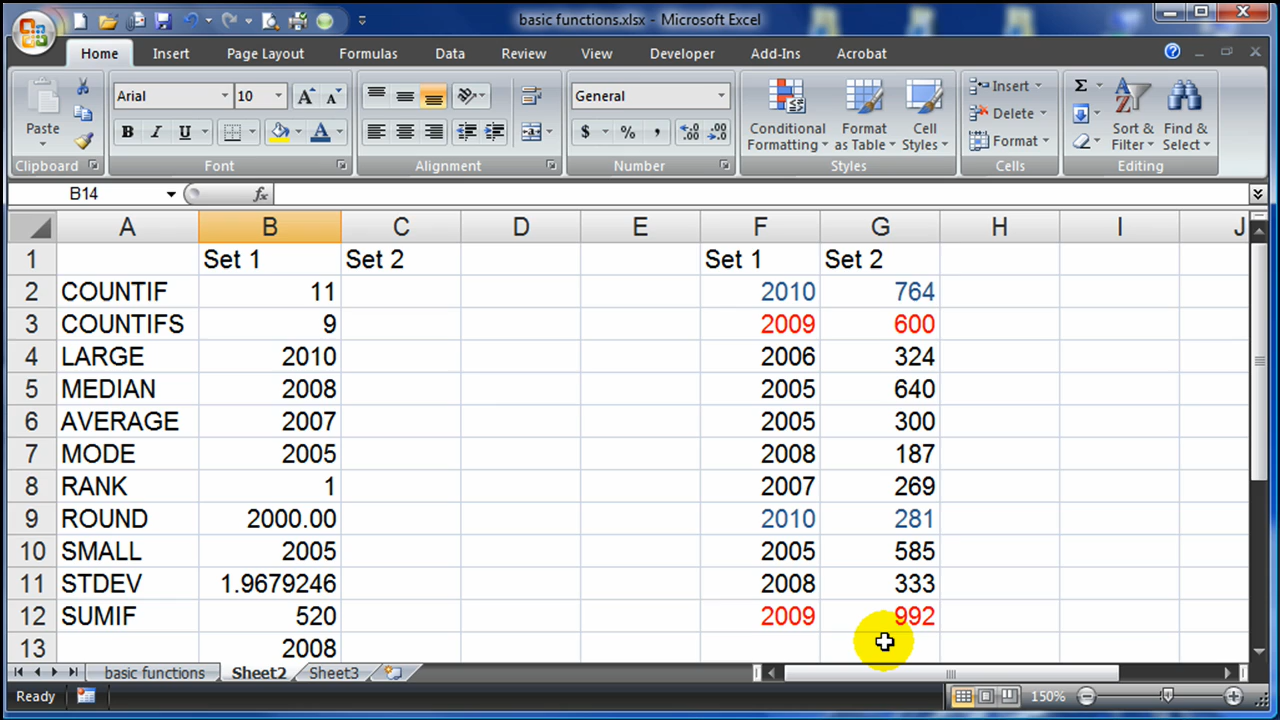 basic functions.xlsx - Microsoft Excel
Home Insert Page Layout Formulas Data Review View Developer Add-Ins Acrobat
Paste
Clipboard
Arial 10
B I U A
Font
Alignment
General
$ % ,
Number
Conditional Formatting
Format as Table
Cell Styles
Styles
Insert
Delete
Format
Cells
Σ
Sort & Filter
Find & Select
Editing
B14 fx
A B C D E F G H I J
1 Set 1 Set 2 Set 1 Set 2
2 COUNTIF 11 2010 764
3 COUNTIFS 9 2009 600
4 LARGE 2010 2006 324
5 MEDIAN 2008 2005 640
6 AVERAGE 2007 2005 300
7 MODE 2005 2008 187
8 RANK 1 2007 269
9 ROUND 2000.00 2010 281
10 SMALL 2005 2005 585
11 STDEV 1.9679246 2008 333
12 SUMIF 520 2009 992
13 2008
basic functions Sheet2 Sheet3
Ready 150%